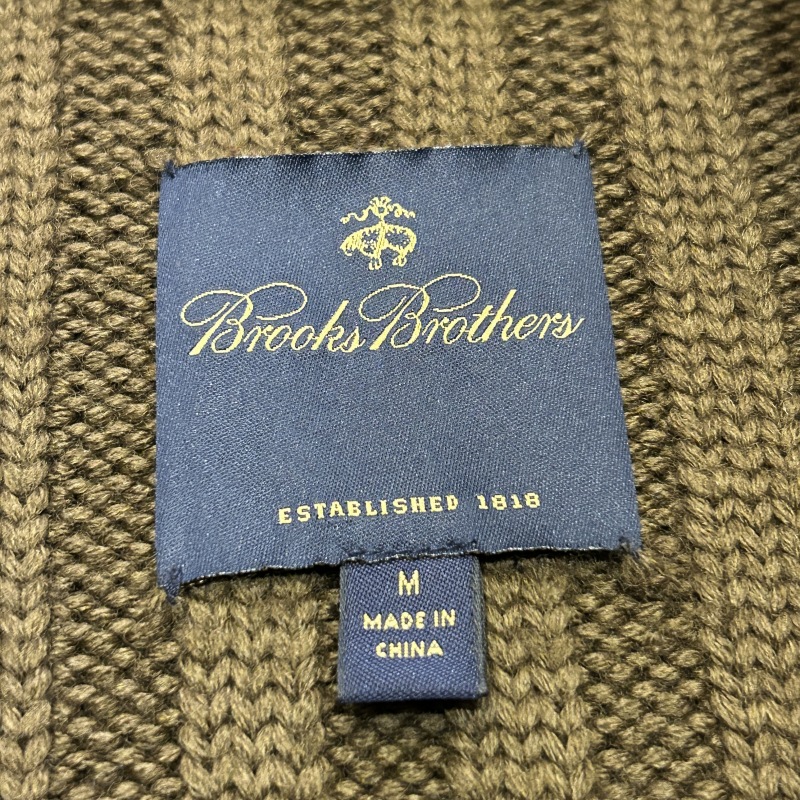 Brooks Brothers
ESTABLISHED 1818
M
MADE IN
CHINA